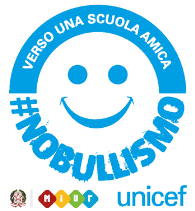 VERSO UNA SCUOLA AMICA
#NOBULLISMO
Miur
unicef